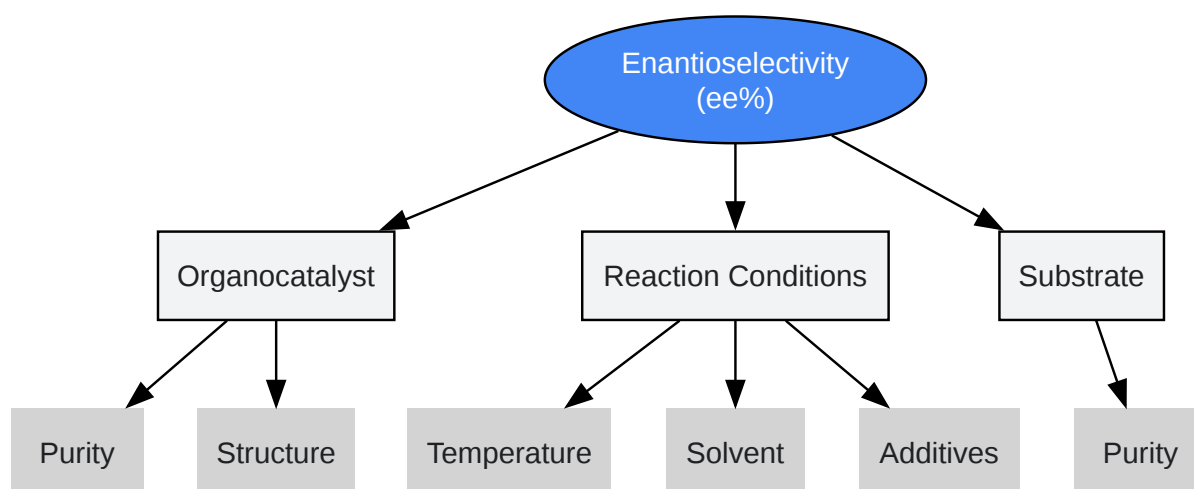 Enantioselectivity
(ee%)
Organocatalyst
Reaction Conditions
Substrate
Purity
Structure
Temperature
Solvent
Additives
Purity